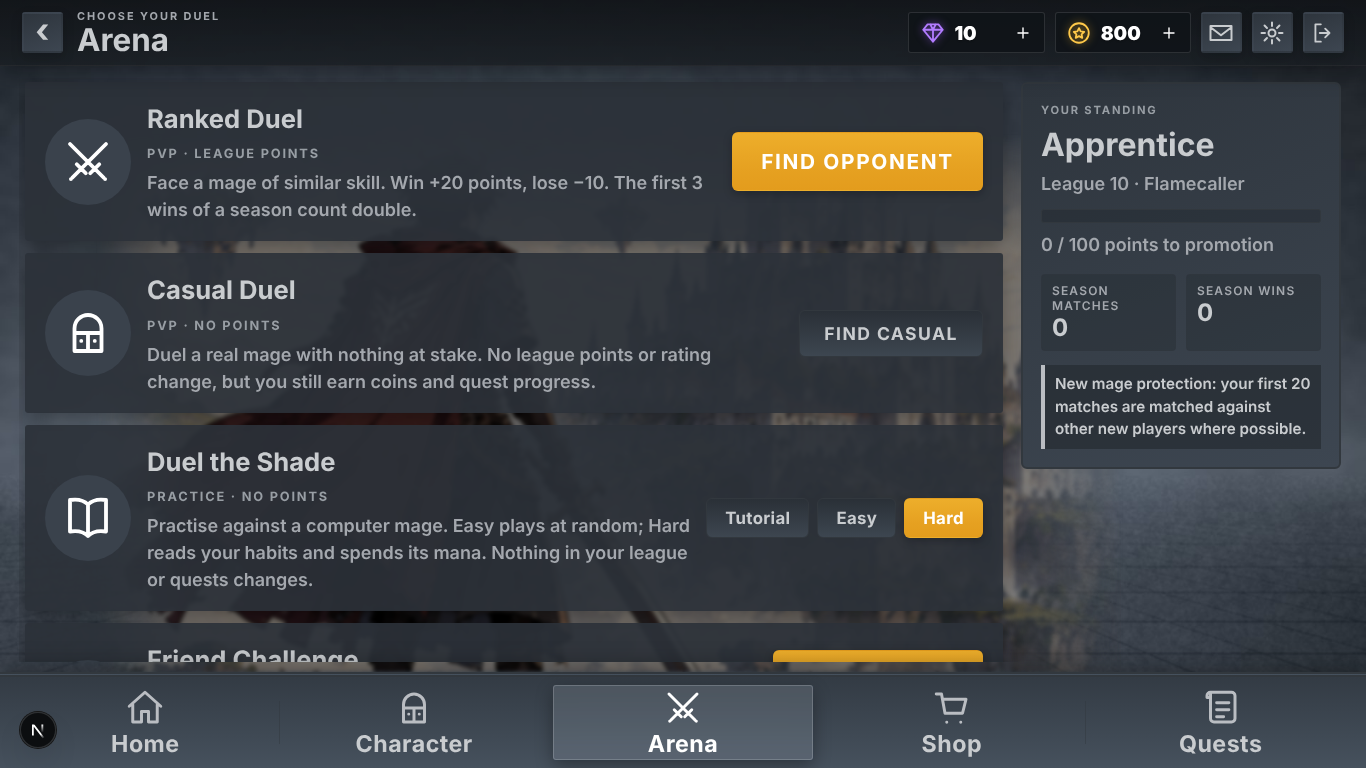 CHOOSE YOUR DUEL
Arena
10
+
800
+
Ranked Duel
PVP · LEAGUE POINTS
Face a mage of similar skill. Win +20 points, lose −10. The first 3
wins of a season count double.
FIND OPPONENT
Casual Duel
PVP · NO POINTS
Duel a real mage with nothing at stake. No league points or rating
change, but you still earn coins and quest progress.
FIND CASUAL
Duel the Shade
PRACTICE · NO POINTS
Practise against a computer mage. Easy plays at random; Hard
reads your habits and spends its mana. Nothing in your league
or quests changes.
Tutorial
Easy
Hard
Friend Challenge
YOUR STANDING
Apprentice
League 10 · Flamecaller
0 / 100 points to promotion
SEASON
MATCHES
0
SEASON WINS
0
New mage protection: your first 20
matches are matched against
other new players where possible.
N
Home
Character
Arena
Shop
Quests